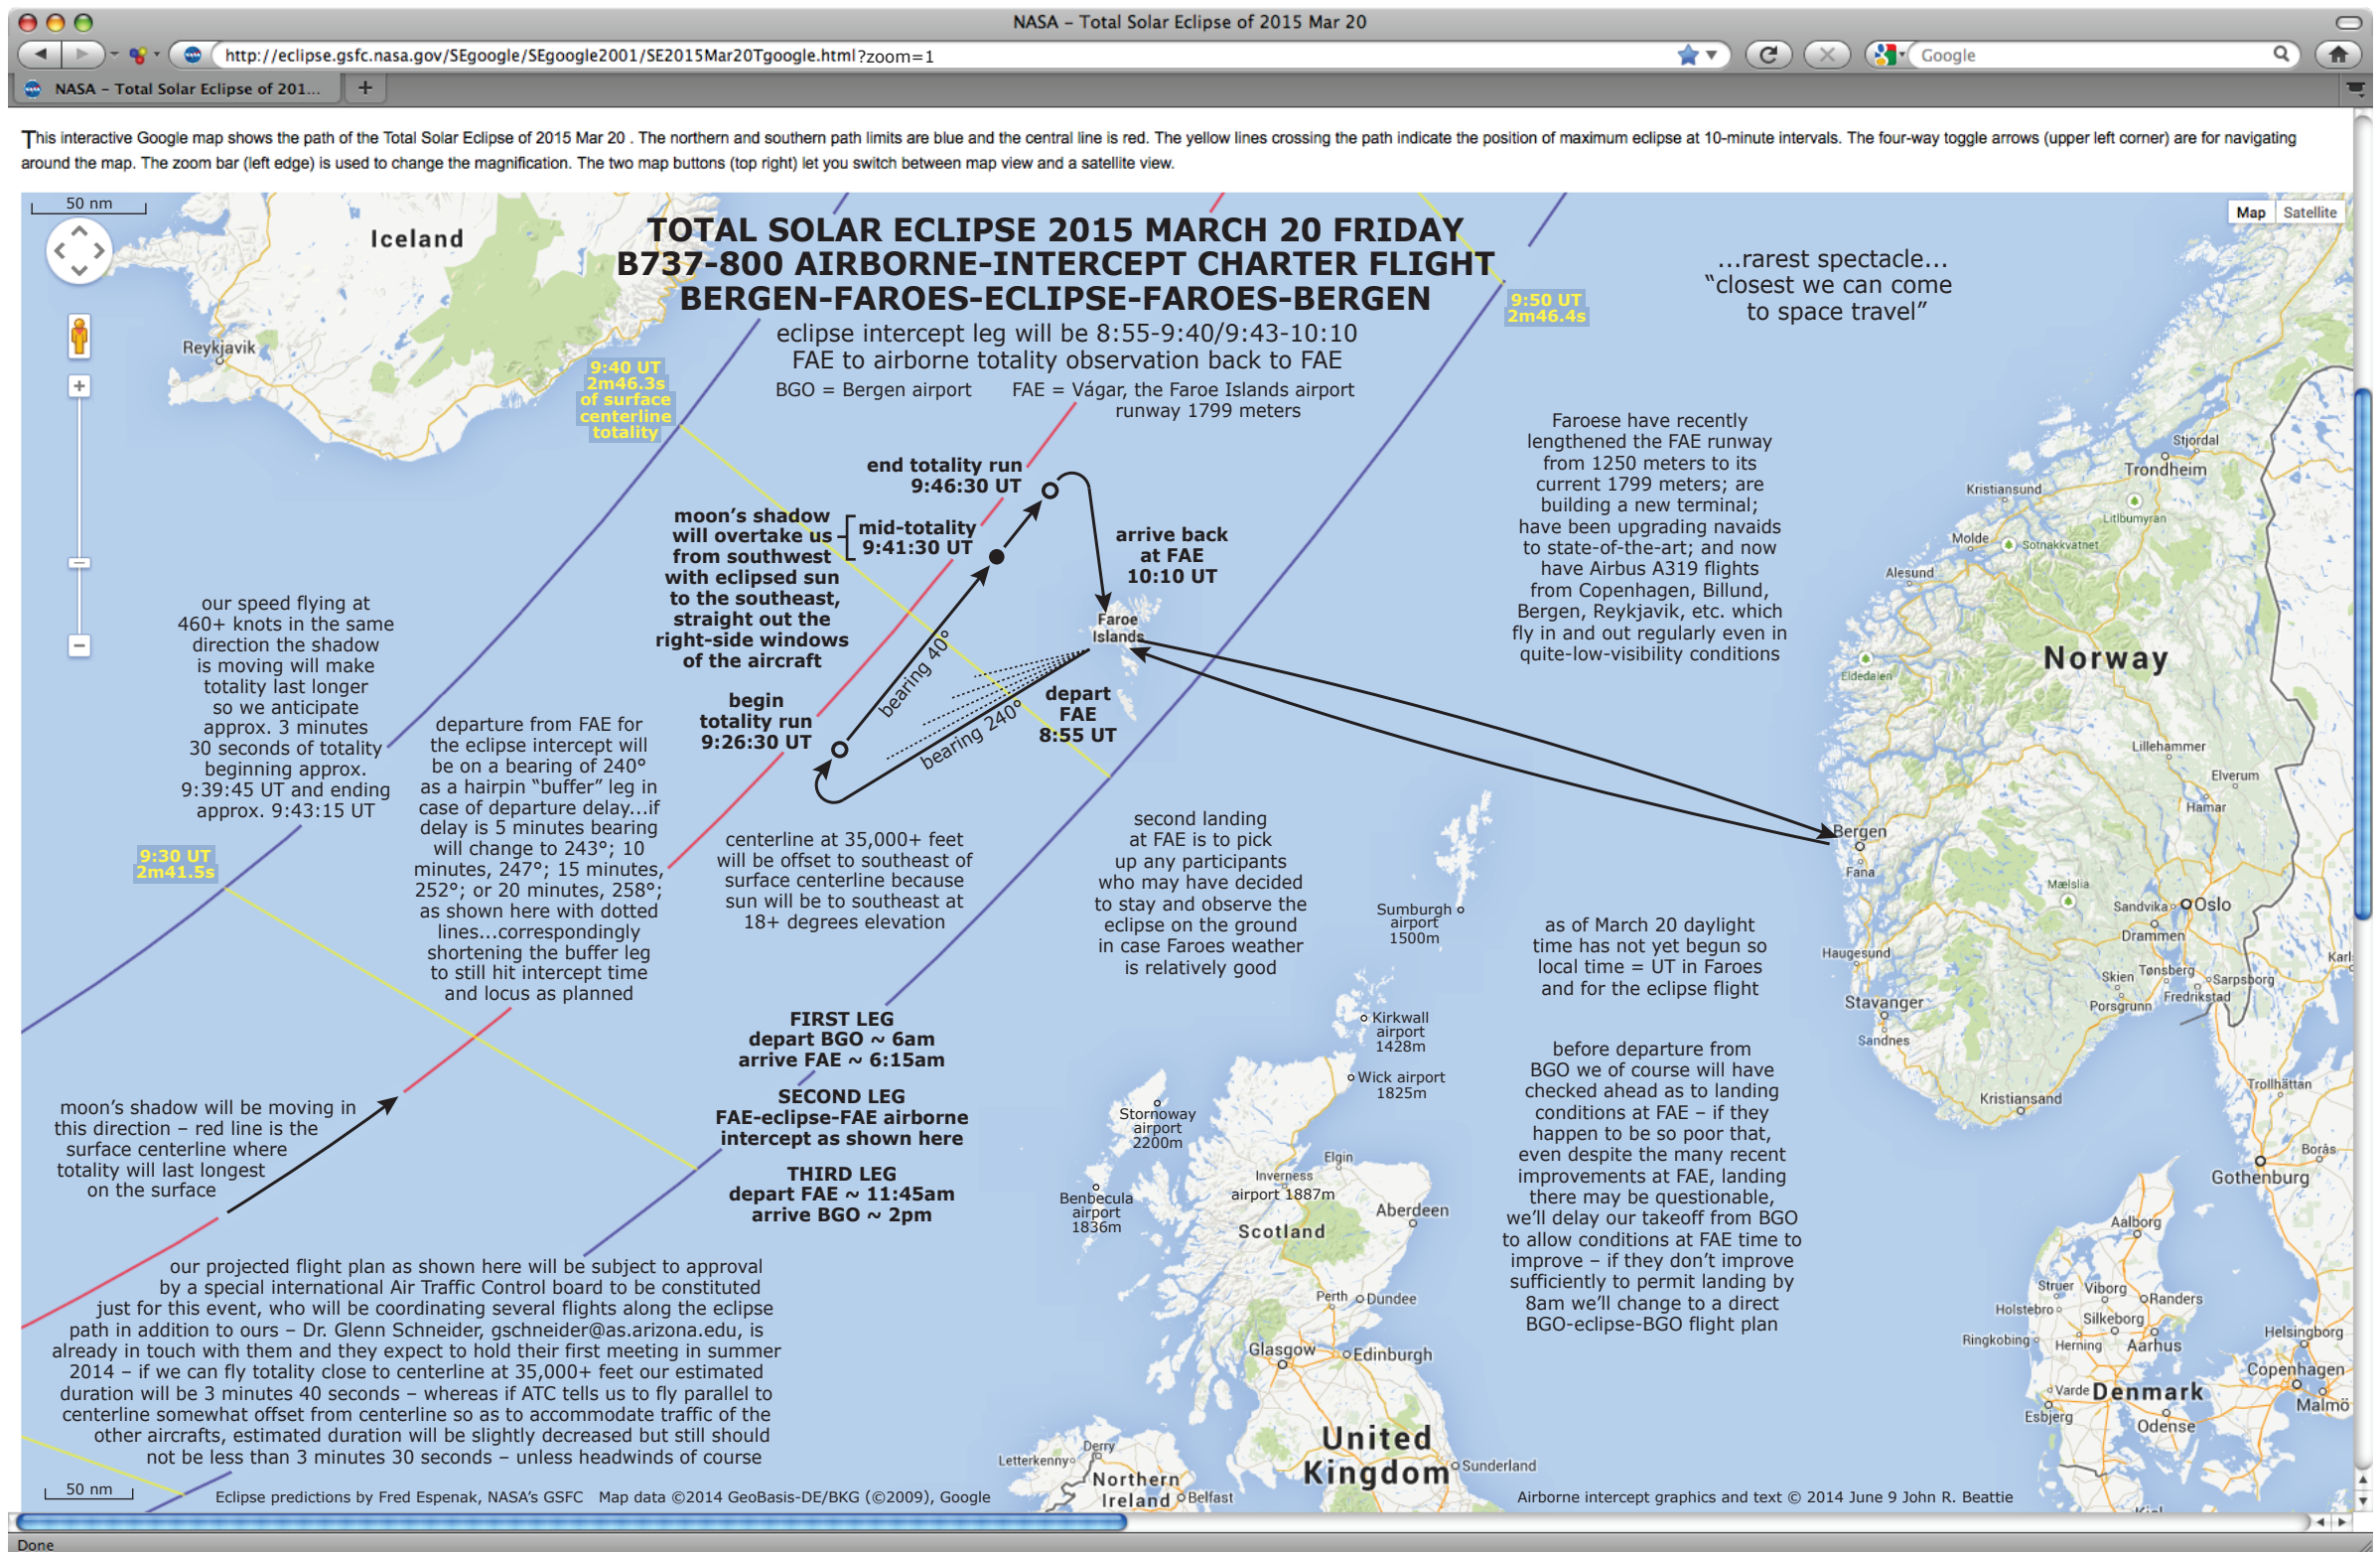 NASA – Total Solar Eclipse of 2015 Mar 20
http://eclipse.gsfc.nasa.gov/SEgoogle/SEgoogle2001/SE2015Mar20Tgoogle.html?zoom=1
Google
NASA – Total Solar Eclipse of 201...
This interactive Google map shows the path of the Total Solar Eclipse of 2015 Mar 20 . The northern and southern path limits are blue and the central line is red. The yellow lines crossing the path indicate the position of maximum eclipse at 10-minute intervals. The four-way toggle arrows (upper left corner) are for navigating
around the map. The zoom bar (left edge) is used to change the magnification. The two map buttons (top right) let you switch between map view and a satellite view.
50 nm
Map
Satellite
Iceland
Reykjavik
TOTAL SOLAR ECLIPSE 2015 MARCH 20 FRIDAY
B737-800 AIRBORNE-INTERCEPT CHARTER FLIGHT
BERGEN-FAROES-ECLIPSE-FAROES-BERGEN
eclipse intercept leg will be 8:55-9:40/9:43-10:10
FAE to airborne totality observation back to FAE
BGO = Bergen airport
FAE = Vágar, the Faroe Islands airport
runway 1799 meters
...rarest spectacle...
“closest we can come
to space travel”
9:50 UT
2m46.4s
9:40 UT
2m46.3s
of surface
centerline
totality
Faroese have recently
lengthened the FAE runway
from 1250 meters to its
current 1799 meters; are
building a new terminal;
have been upgrading navaids
to state-of-the-art; and now
have Airbus A319 flights
from Copenhagen, Billund,
Bergen, Reykjavik, etc. which
fly in and out regularly even in
quite-low-visibility conditions
end totality run
9:46:30 UT
moon’s shadow
will overtake us
from southwest
with eclipsed sun
to the southeast,
straight out the
right-side windows
of the aircraft
mid-totality
9:41:30 UT
arrive back
at FAE
10:10 UT
Faroe
Islands
begin
totality run
9:26:30 UT
bearing 40°
bearing 240°
depart
FAE
8:55 UT
our speed flying at
460+ knots in the same
direction the shadow
is moving will make
totality last longer
so we anticipate
approx. 3 minutes
30 seconds of totality
beginning approx.
9:39:45 UT and ending
approx. 9:43:15 UT
9:30 UT
2m41.5s
departure from FAE for
the eclipse intercept will
be on a bearing of 240°
as a hairpin “buffer” leg in
case of departure delay...if
delay is 5 minutes bearing
will change to 243°; 10
minutes, 247°; 15 minutes,
252°; or 20 minutes, 258°;
as shown here with dotted
lines...correspondingly
shortening the buffer leg
to still hit intercept time
and locus as planned
centerline at 35,000+ feet
will be offset to southeast of
surface centerline because
sun will be to southeast at
18+ degrees elevation
second landing
at FAE is to pick
up any participants
who may have decided
to stay and observe the
eclipse on the ground
in case Faroes weather
is relatively good
FIRST LEG
depart BGO ~ 6am
arrive FAE ~ 6:15am
SECOND LEG
FAE-eclipse-FAE airborne
intercept as shown here
THIRD LEG
depart FAE ~ 11:45am
arrive BGO ~ 2pm
as of March 20 daylight
time has not yet begun so
local time = UT in Faroes
and for the eclipse flight
before departure from
BGO we of course will have
checked ahead as to landing
conditions at FAE – if they
happen to be so poor that,
even despite the many recent
improvements at FAE, landing
there may be questionable,
we’ll delay our takeoff from BGO
to allow conditions at FAE time to
improve – if they don’t improve
sufficiently to permit landing by
8am we’ll change to a direct
BGO-eclipse-BGO flight plan
moon’s shadow will be moving in
this direction – red line is the
surface centerline where
totality will last longest
on the surface
our projected flight plan as shown here will be subject to approval
by a special international Air Traffic Control board to be constituted
just for this event, who will be coordinating several flights along the eclipse
path in addition to ours – Dr. Glenn Schneider, gschneider@as.arizona.edu, is
already in touch with them and they expect to hold their first meeting in summer
2014 – if we can fly totality close to centerline at 35,000+ feet our estimated
duration will be 3 minutes 40 seconds – whereas if ATC tells us to fly parallel to
centerline somewhat offset from centerline so as to accommodate traffic of the
other aircrafts, estimated duration will be slightly decreased but still should
not be less than 3 minutes 30 seconds – unless headwinds of course
Sumburgh
airport
1500m
Kirkwall
airport
1428m
Wick airport
1825m
Stornoway
airport
2200m
Benbecula
airport
1836m
Elgin
Inverness
airport 1887m
Aberdeen
Scotland
Perth
Dundee
Glasgow
Edinburgh
United
Kingdom
Sunderland
Derry
Letterkenny
Northern
Ireland
Belfast
Stjordal
Trondheim
Kristiansund
Litlbumyran
Molde
Sotnakkvatnet
Alesund
Norway
Eldedalen
Lillehammer
Elverum
Hamar
Bergen
Fana
Mælslia
Sandvika
Oslo
Drammen
Haugesund
Karl
Skien
Tønsberg
Sarpsborg
Fredrikstad
Porsgrunn
Stavanger
Sandnes
Trollhättan
Kristiansand
Borås
Gothenburg
Aalborg
Struer
Viborg
Randers
Holstebro
Silkeborg
Ringkobing
Herning
Aarhus
Helsingborg
Copenhagen
Varde
Denmark
Malmö
Esbjerg
Odense
Kiel
50 nm
Eclipse predictions by Fred Espenak, NASA’s GSFC
Map data ©2014 GeoBasis-DE/BKG (©2009), Google
Airborne intercept graphics and text © 2014 June 9 John R. Beattie
Done